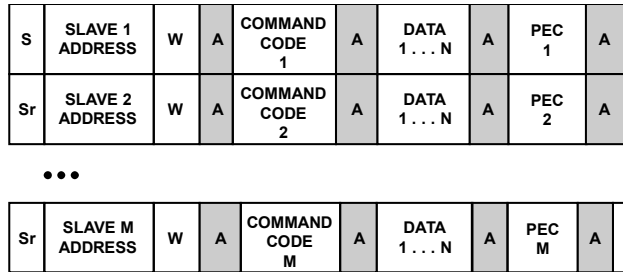 S SLAVE 1 ADDRESS W A COMMAND CODE 1 A DATA 1 . . . N A PEC 1 A
Sr SLAVE 2 ADDRESS W A COMMAND CODE 2 A DATA 1 . . . N A PEC 2 A
•••
Sr SLAVE M ADDRESS W A COMMAND CODE M A DATA 1 . . . N A PEC M A